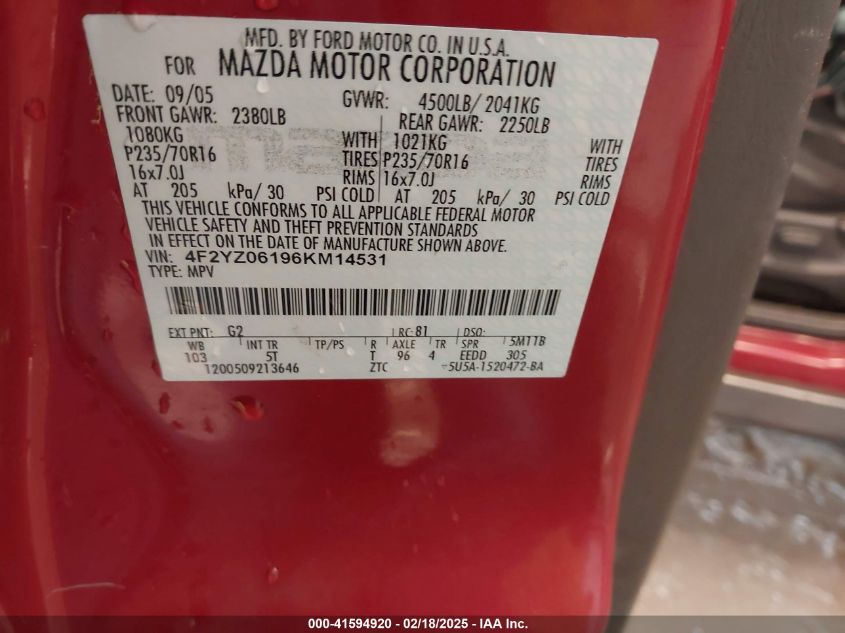 MFD. BY FORD MOTOR CO. IN U.S.A.
FOR MAZDA MOTOR CORPORATION
DATE: 09/05 GVWR: 4500LB/ 2041KG
FRONT GAWR: 2380LB REAR GAWR: 2250LB
1080KG WITH 1021KG WITH
P235/70R16 TIRES P235/70R16 TIRES
16x7.0J RIMS 16x7.0J RIMS
AT 205 kPa/ 30 PSI COLD AT 205 kPa/ 30 PSI COLD
THIS VEHICLE CONFORMS TO ALL APPLICABLE FEDERAL MOTOR
VEHICLE SAFETY AND THEFT PREVENTION STANDARDS
IN EFFECT ON THE DATE OF MANUFACTURE SHOWN ABOVE.
VIN: 4F2YZ06196KM14531
TYPE: MPV
EXT PNT: G2 RC: 81 DSO:
WB INT TR TP/PS R AXLE TR SPR 5M11B
103 5T T 96 4 EEDD 305
1200509213646 ZTC 5U5A-1520472-BA
000-41594920 - 02/18/2025 - IAA Inc.